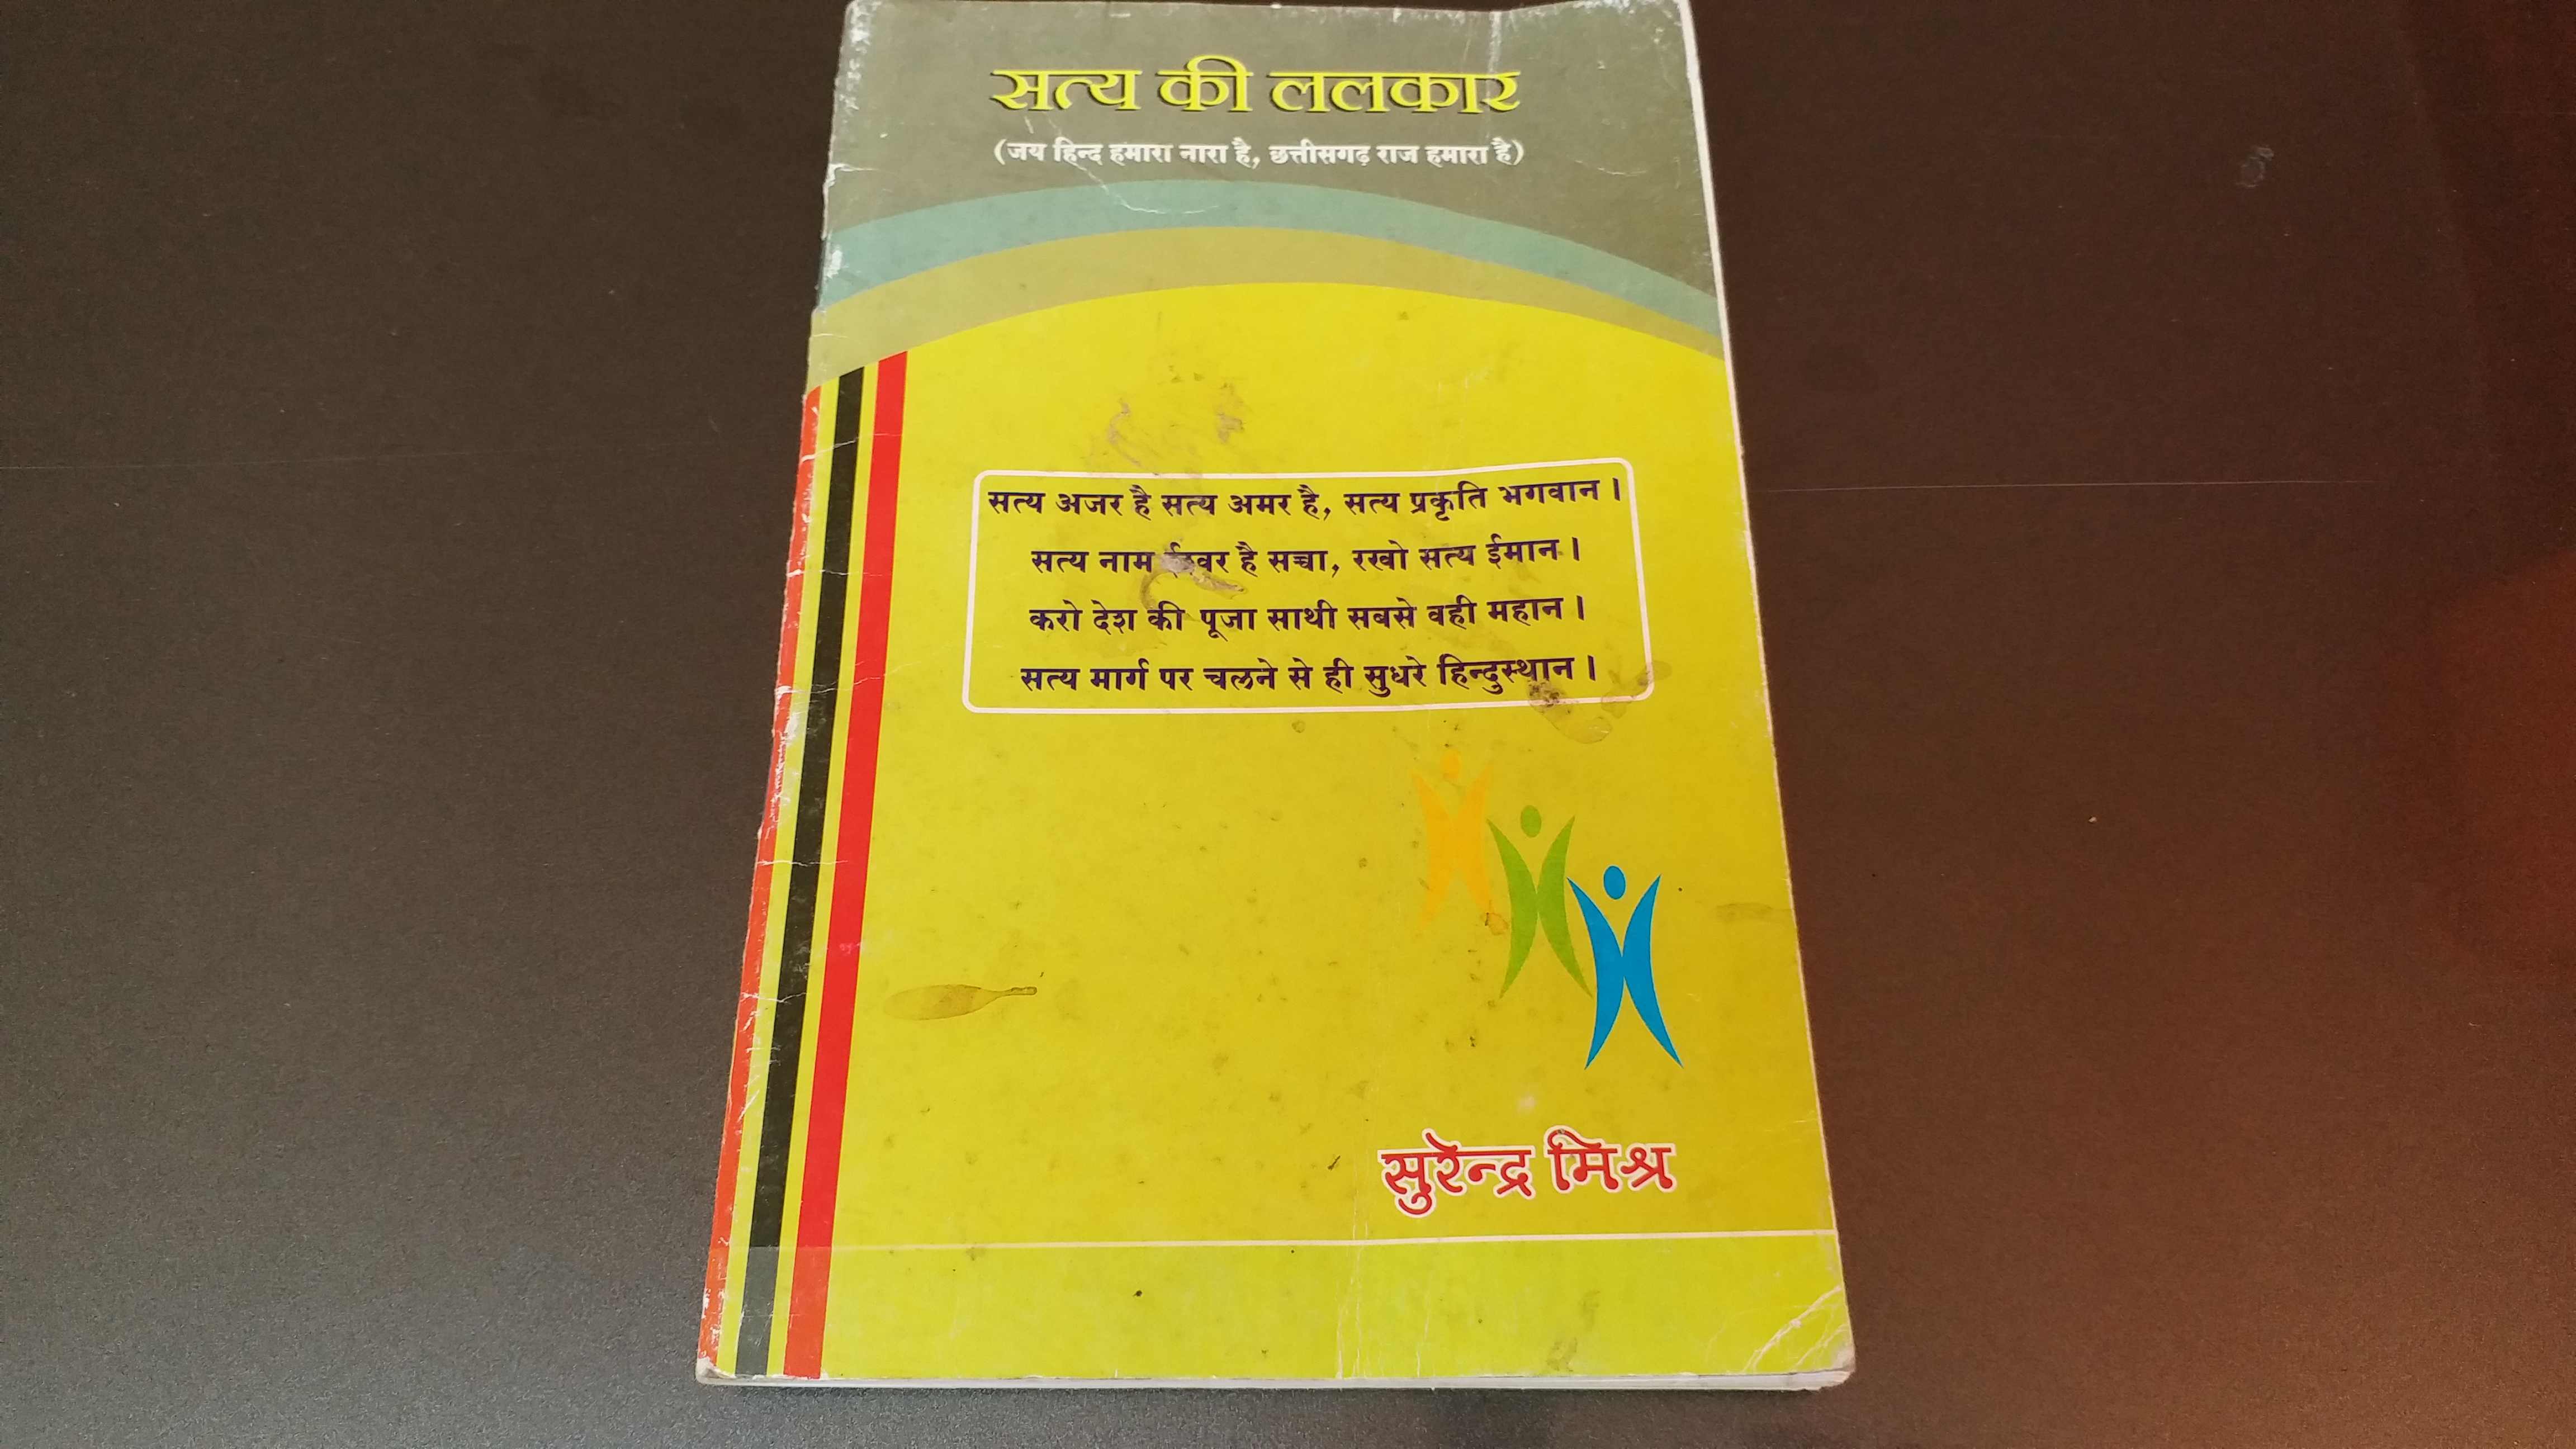 सत्य की ललकार
(जय हिन्द हमारा नारा है, छत्तीसगढ़ राज हमारा है)
सत्य अजर है सत्य अमर है, सत्य प्रकृति भगवान।
सत्य नाम है सच्चा, रखो सत्य ईमान।
करो देश की पूजा साथी सबसे वही महान।
सत्य मार्ग पर चलने से ही सुधरे हिन्दुस्थान।
सुरेन्द्र मिश्र